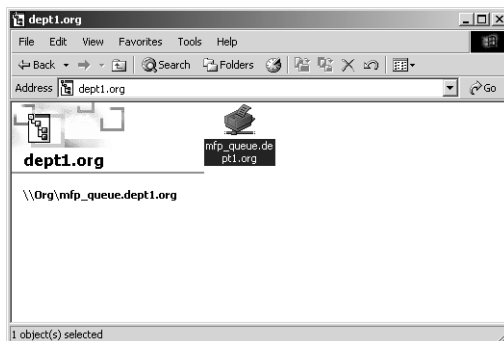 dept1.org
File Edit View Favorites Tools Help
Back Search Folders
Address dept1.org Go
mfp_queue.de
pt1.org
dept1.org
\\Org\mfp_queue.dept1.org
1 object(s) selected